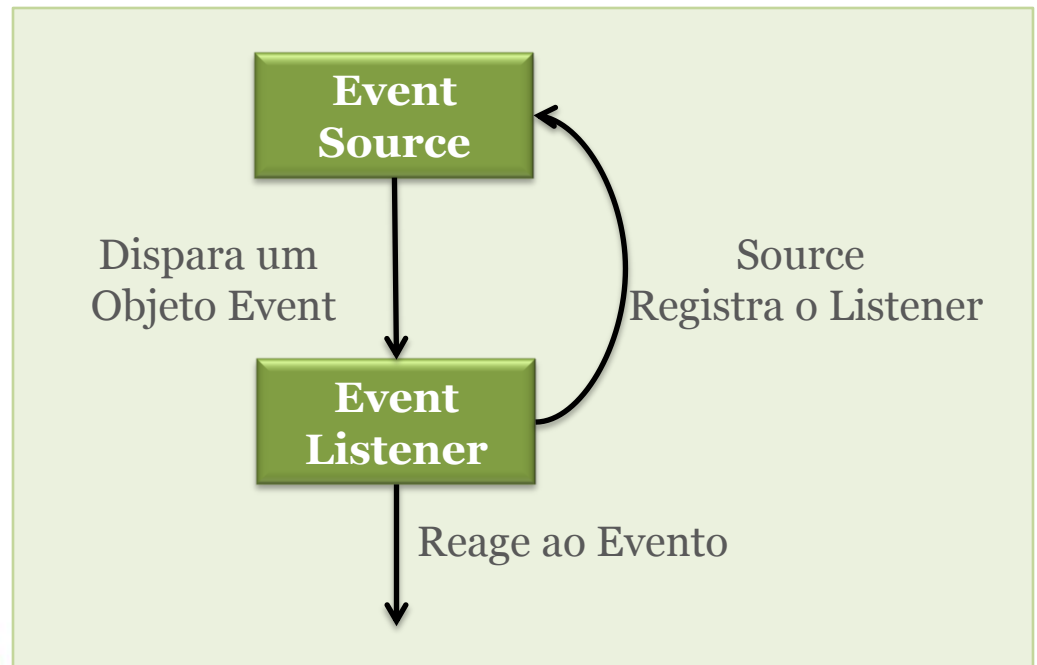 Event
Source
Dispara um
Objeto Event
Source
Registra o Listener
Event
Listener
Reage ao Evento